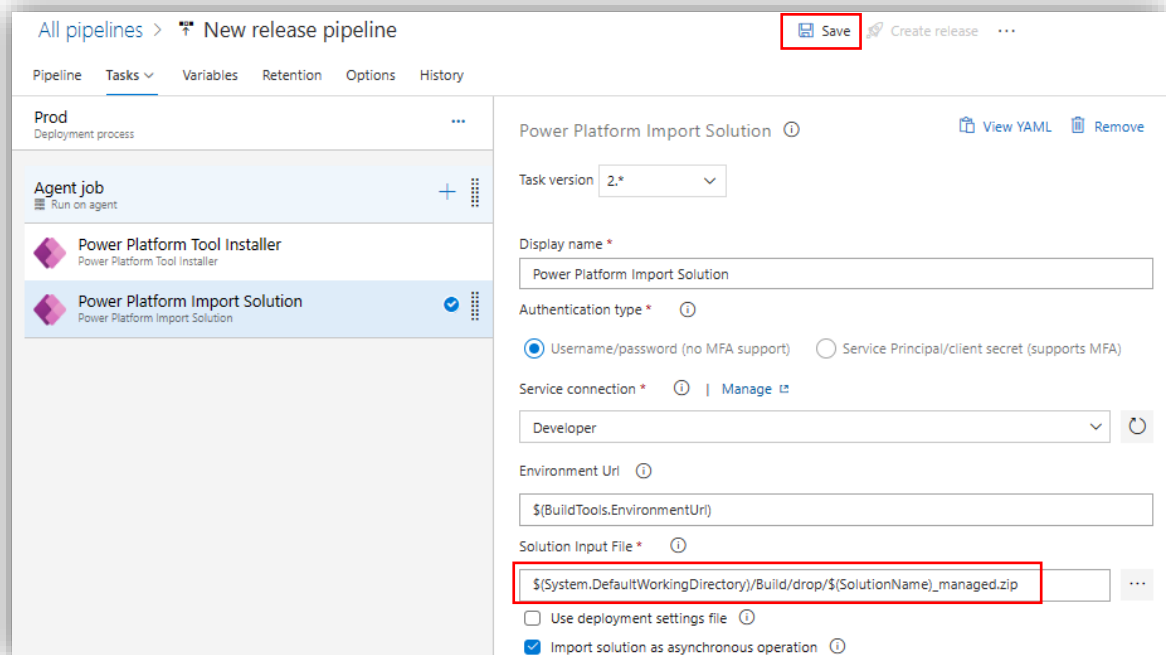 All pipelines > New release pipeline
Save Create release ...
Pipeline Tasks Variables Retention Options History
Prod
Deployment process
...
Agent job
Run on agent
Power Platform Tool Installer
Power Platform Tool Installer
Power Platform Import Solution
Power Platform Import Solution
Power Platform Import Solution
View YAML Remove
Task version 2.*
Display name *
Power Platform Import Solution
Authentication type *
Username/password (no MFA support) Service Principal/client secret (supports MFA)
Service connection * | Manage
Developer
Environment Url
$(BuildTools.EnvironmentUrl)
Solution Input File *
$(System.DefaultWorkingDirectory)/Build/drop/$(SolutionName)_managed.zip
...
Use deployment settings file
Import solution as asynchronous operation